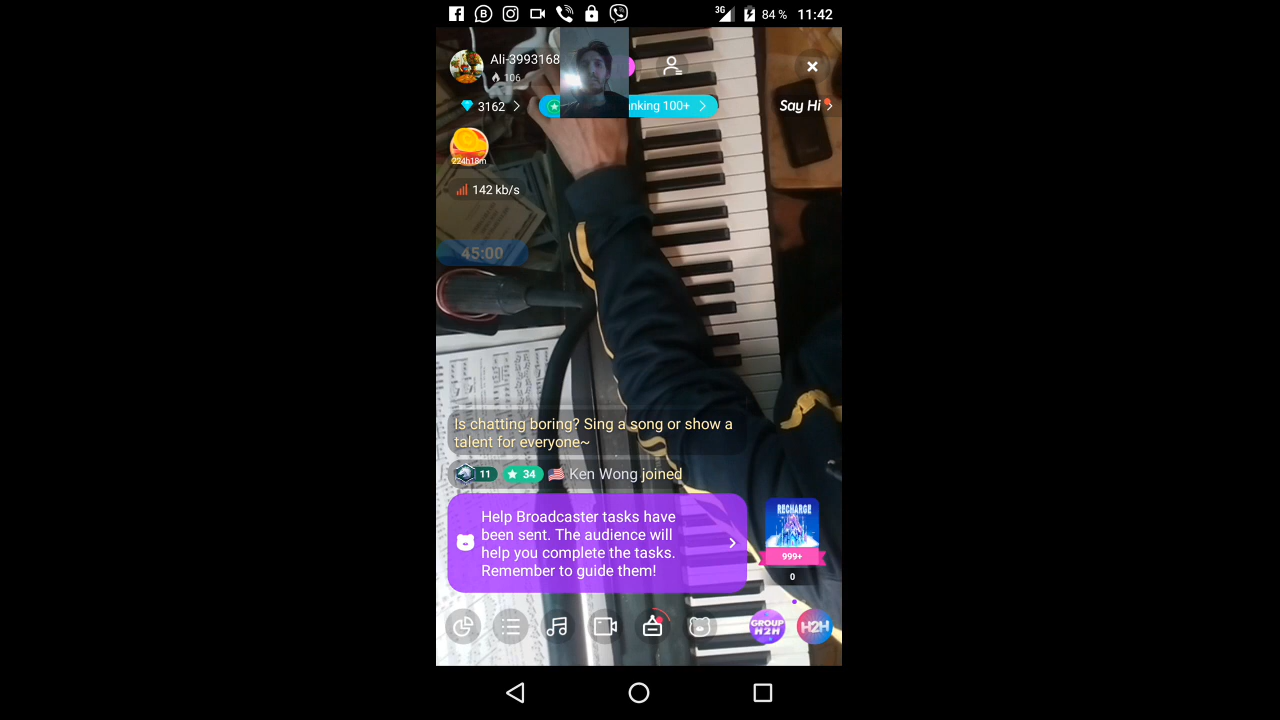 3G 84 % 11:42
Ali-3993168
106
3162 > nking 100+ > Say Hi >
224h18m
142 kb/s
45:00
Is chatting boring? Sing a song or show a
talent for everyone~
11 34 Ken Wong joined
Help Broadcaster tasks have
been sent. The audience will
help you complete the tasks.
Remember to guide them!
RECHARGE
999+
0
GROUP
H2H
H2H